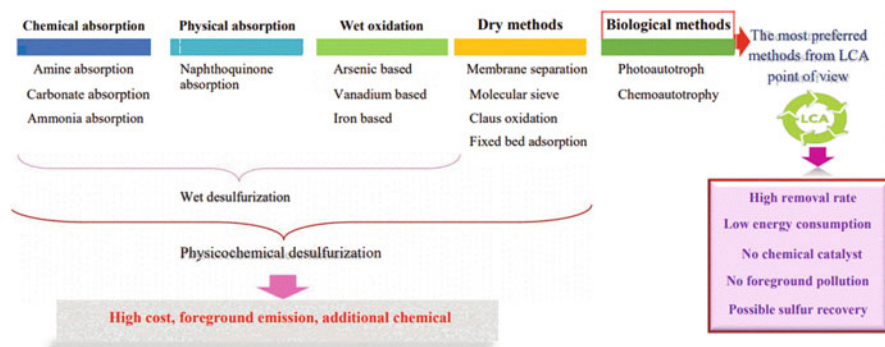 Chemical absorption
Amine absorption
Carbonate absorption
Ammonia absorption
Physical absorption
Naphthoquinone
absorption
Wet oxidation
Arsenic based
Vanadium based
Iron based
Dry methods
Membrane separation
Molecular sieve
Claus oxidation
Fixed bed adsorption
Biological methods
Photoautotroph
Chemoautotrophy
The most preferred
methods from LCA
point of view
LCA
Wet desulfurization
Physicochemical desulfurization
High cost, foreground emission, additional chemical
High removal rate
Low energy consumption
No chemical catalyst
No foreground pollution
Possible sulfur recovery